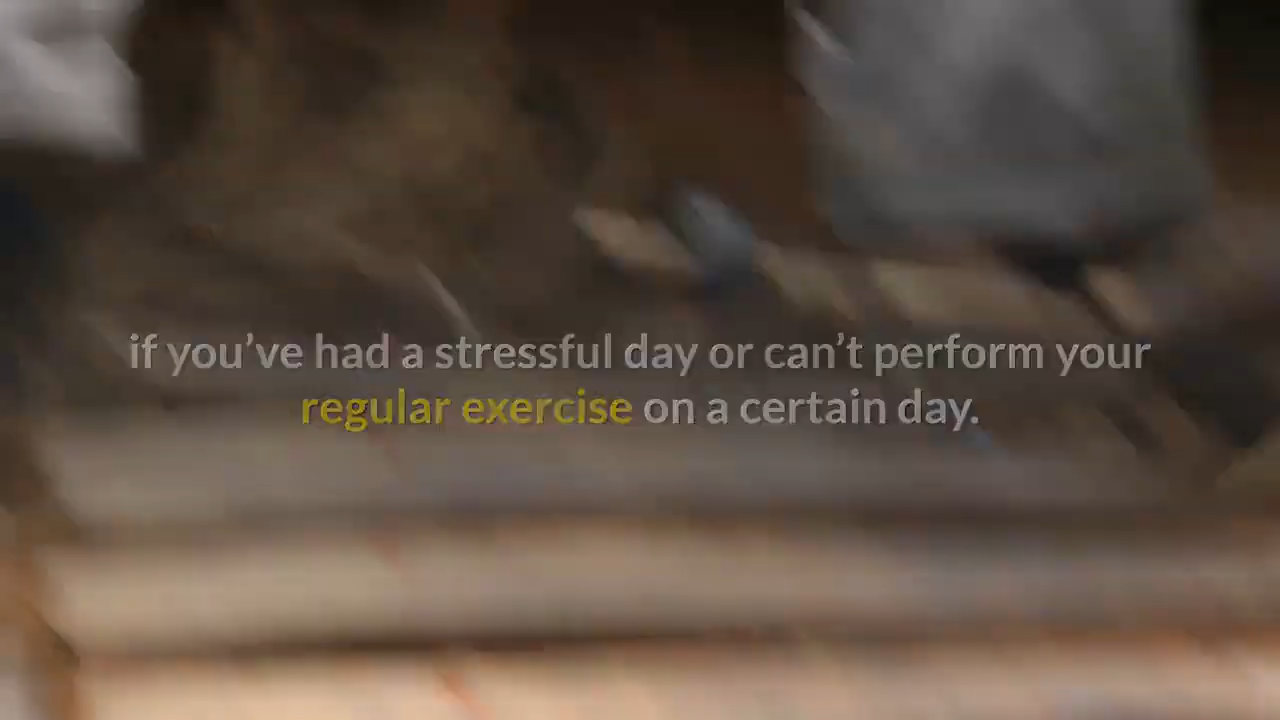 if you’ve had a stressful day or can’t perform your
regular exercise on a certain day.